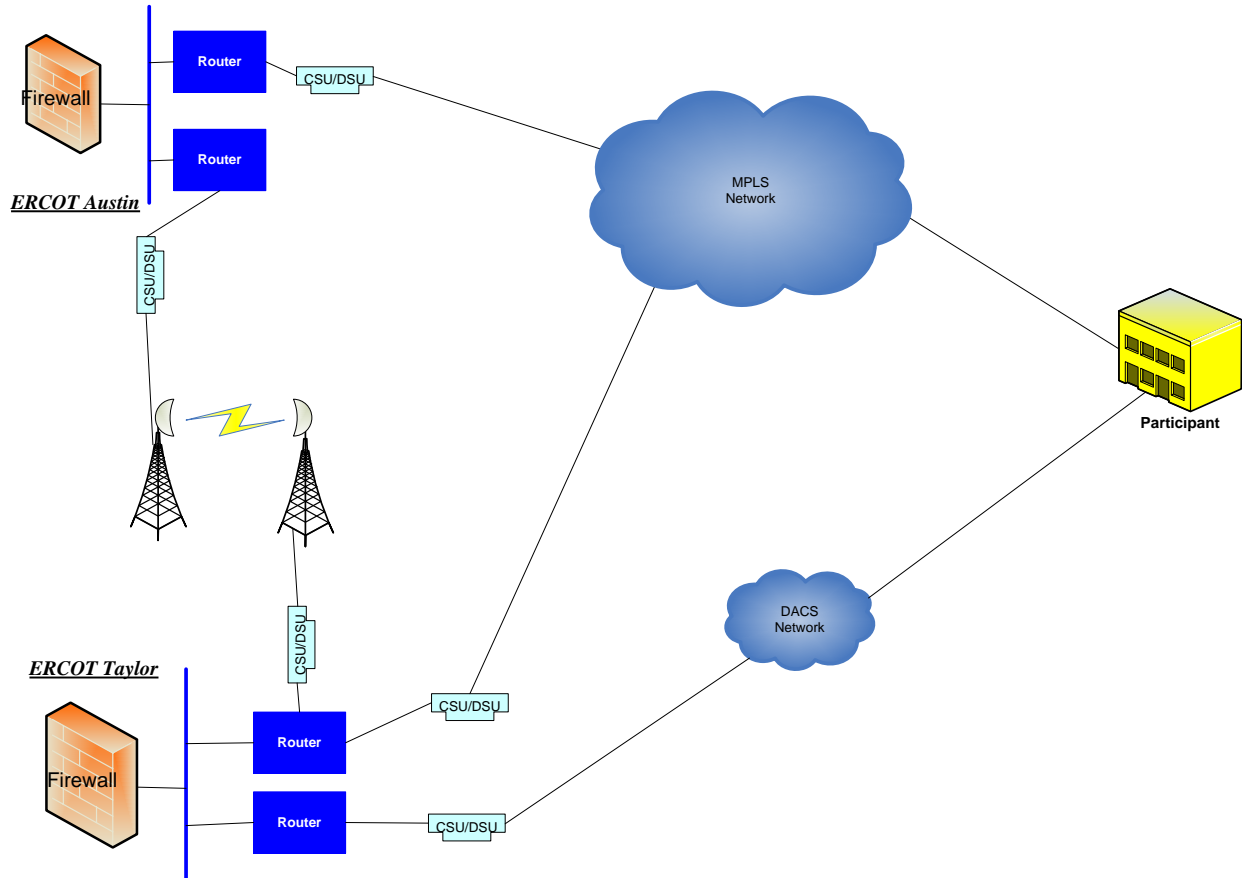 Router
CSU/DSU
Firewall
Router
ERCOT Austin
MPLS
Network
CSU/DSU
Participant
DACS
Network
CSU/DSU
ERCOT Taylor
CSU/DSU
Router
Firewall
Router
CSU/DSU